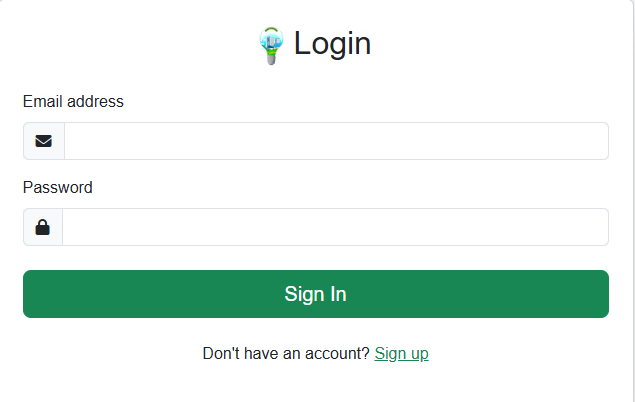 Login
Email address
Password
Sign In
Don't have an account? Sign up